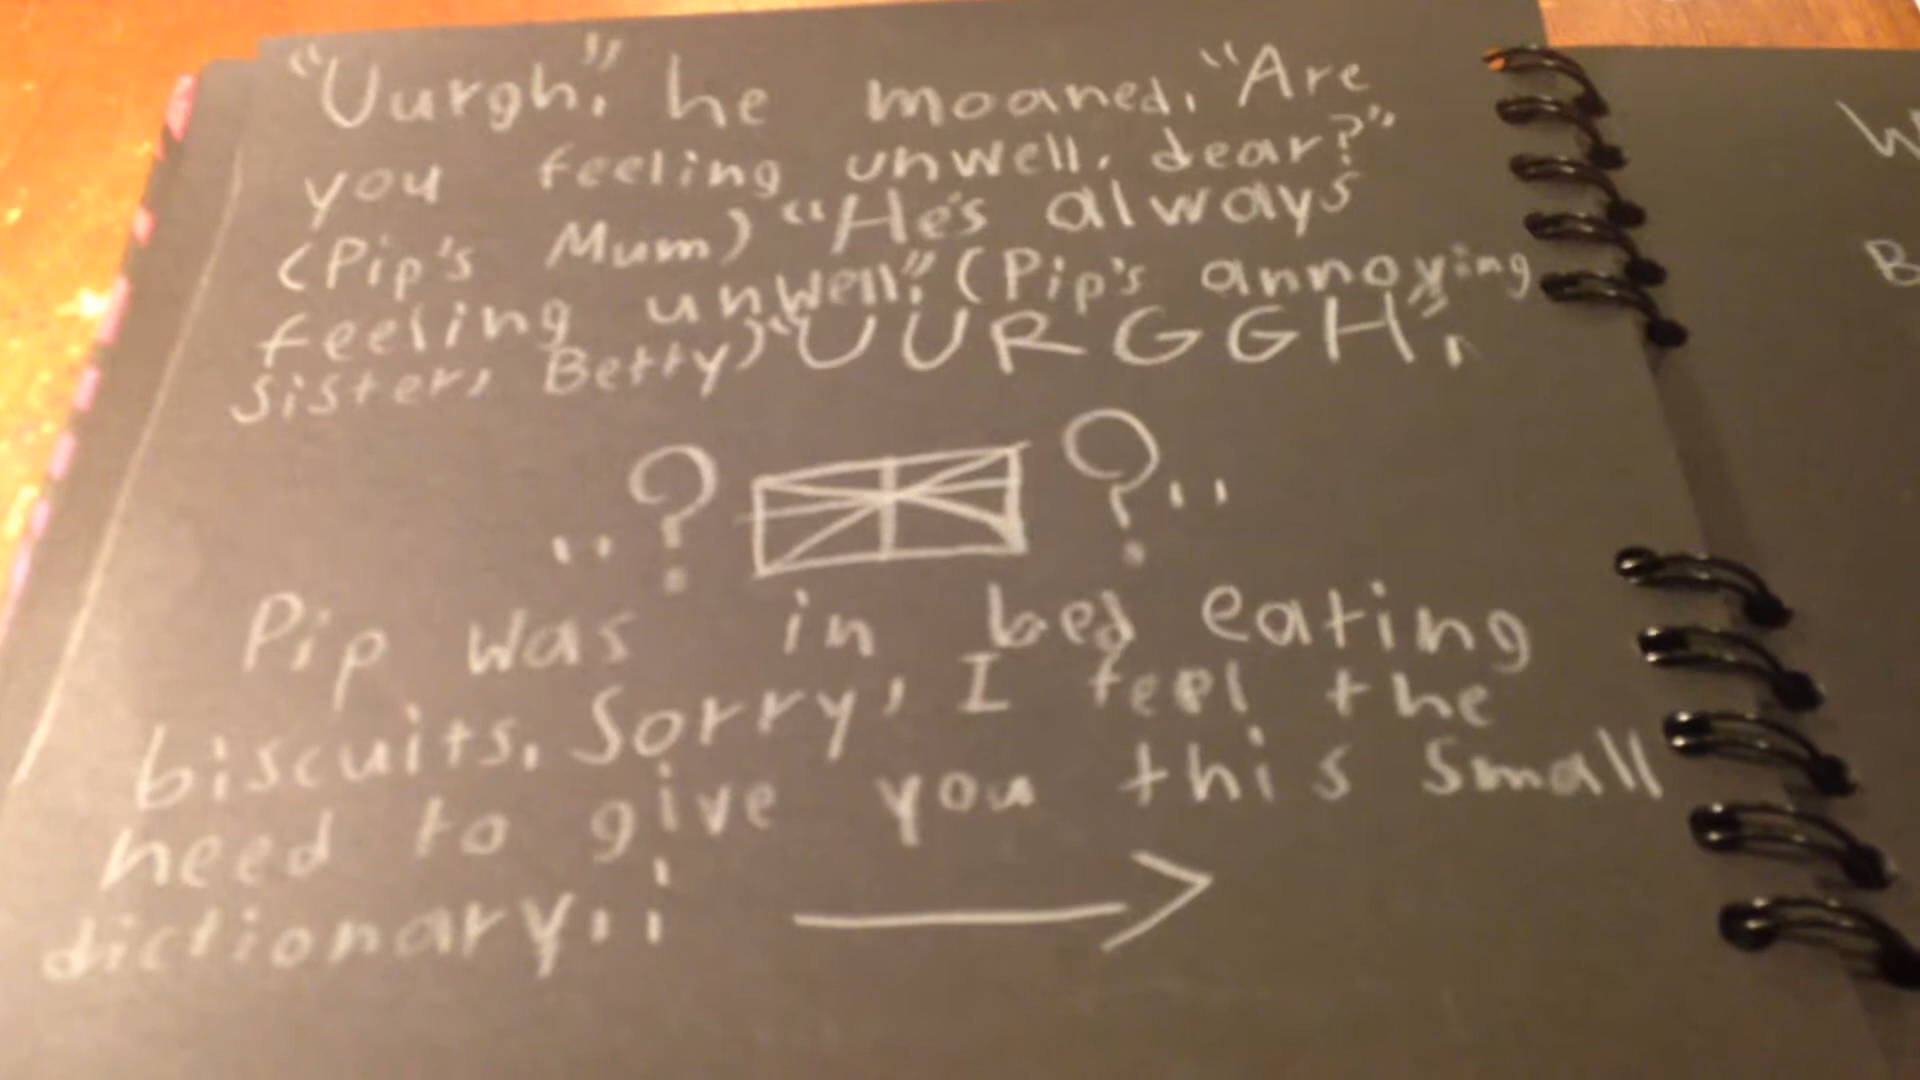 "Uurgh," he moaned. "Are
you feeling unwell, dear?"
(Pip's Mum) "He's always
feeling unwell". (Pip's annoying
sister, Betty) "UURGGH".
..? ?..
Pip was in bed eating
biscuits. Sorry, I feel the
need to give you this small
dictionary...
B